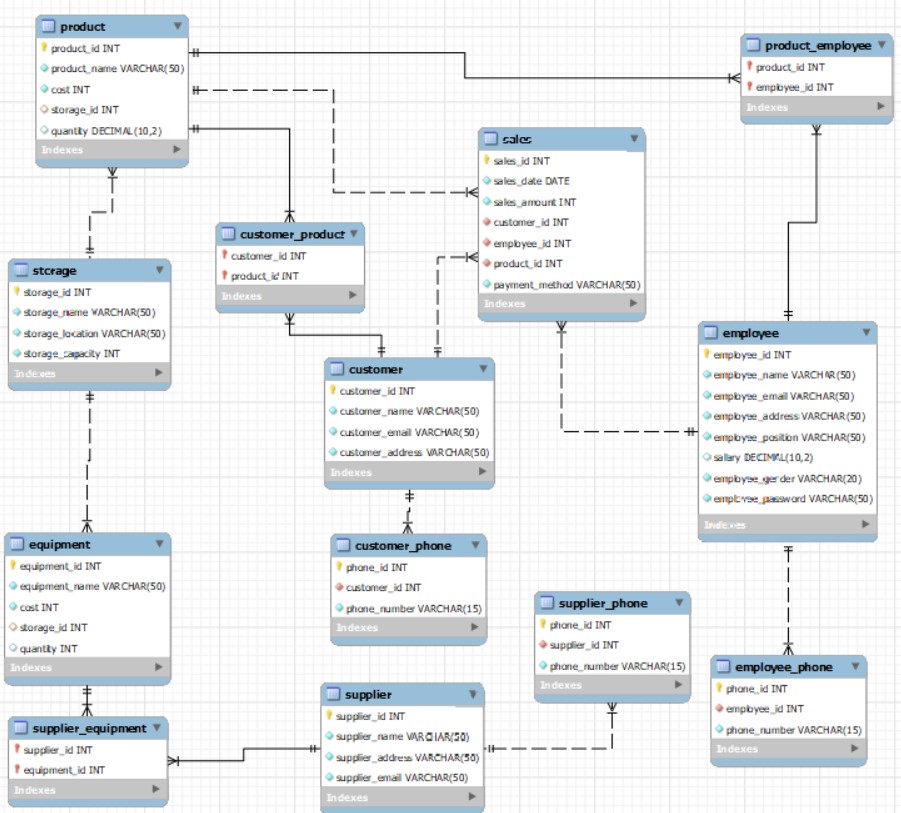 product
product_id INT
product_name VARCHAR(50)
cost INT
storage_id INT
quantity DECIMAL(10,2)
Indexes
product_employee
product_id INT
employee_id INT
Indexes
sales
sales_id INT
sales_date DATE
sales_amount INT
customer_id INT
employee_id INT
product_id INT
payment_method VARCHAR(50)
Indexes
customer_product
customer_id INT
product_id INT
Indexes
storage
storage_id INT
storage_name VARCHAR(50)
storage_location VARCHAR(50)
storage_capacity INT
Indexes
employee
employee_id INT
employee_name VARCHAR(50)
employee_email VARCHAR(50)
employee_address VARCHAR(50)
employee_position VARCHAR(50)
salary DECIMAL(10,2)
employee_gender VARCHAR(20)
employee_password VARCHAR(50)
Indexes
customer
customer_id INT
customer_name VARCHAR(50)
customer_email VARCHAR(50)
customer_address VARCHAR(50)
Indexes
equipment
equipment_id INT
equipment_name VARCHAR(50)
cost INT
storage_id INT
quantity INT
Indexes
customer_phone
phone_id INT
customer_id INT
phone_number VARCHAR(15)
Indexes
supplier_phone
phone_id INT
supplier_id INT
phone_number VARCHAR(15)
Indexes
employee_phone
phone_id INT
employee_id INT
phone_number VARCHAR(15)
Indexes
supplier_equipment
supplier_id INT
equipment_id INT
Indexes
supplier
supplier_id INT
supplier_name VARCHAR(50)
supplier_address VARCHAR(50)
supplier_email VARCHAR(50)
Indexes